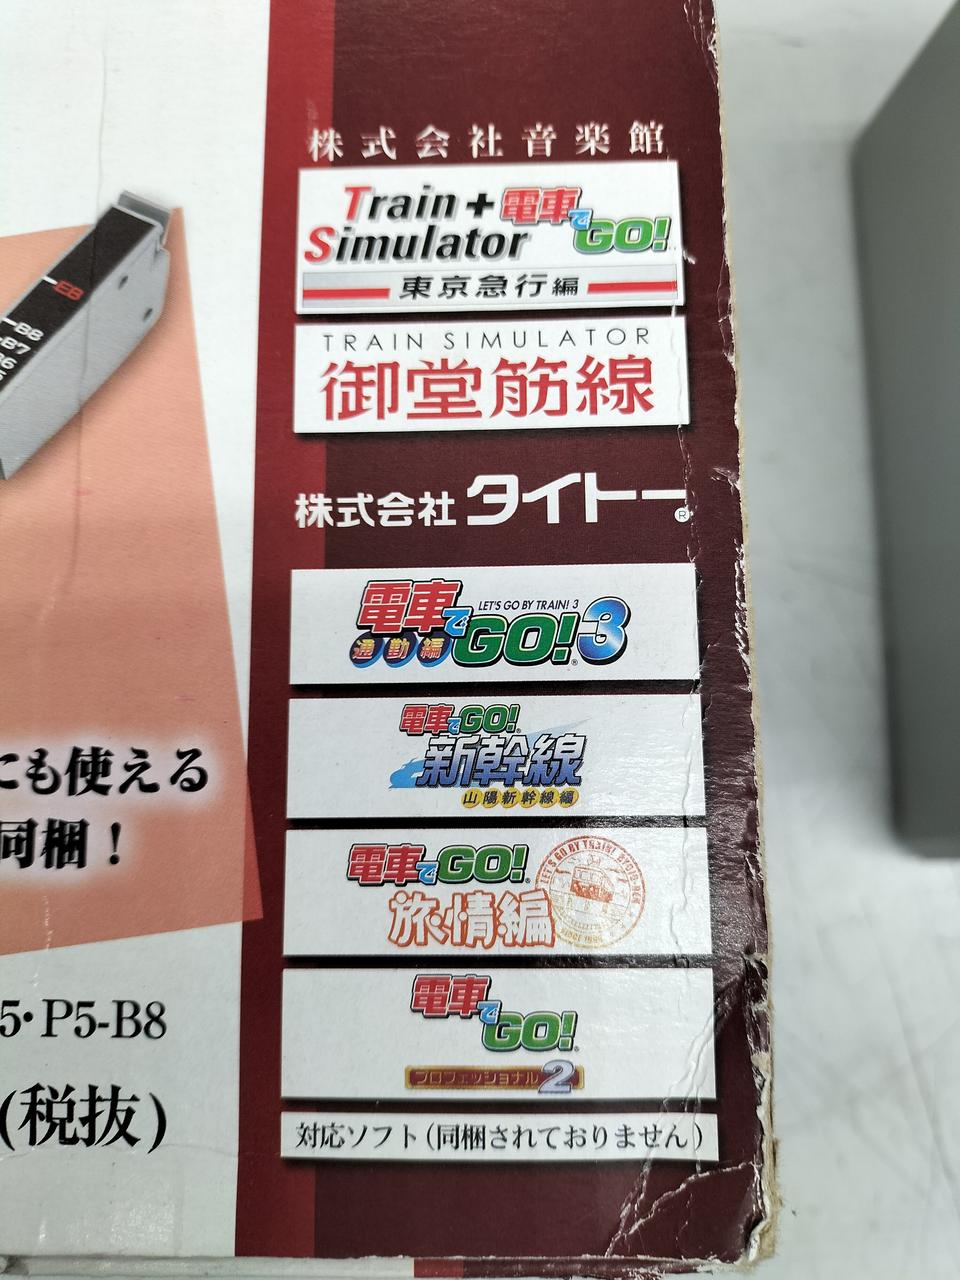 株式会社音楽館
Train + 電車でGO!
Simulator
東京急行編
TRAIN SIMULATOR
御堂筋線
株式会社 タイトー®
電車でGO!3
LET'S GO BY TRAIN! 3
通勤編
電車でGO!
新幹線
山陽新幹線編
電車でGO!
旅情編
LET'S GO BY TRAIN!
電車でGO!
プロフェッショナル2
対応ソフト(同梱されておりません)
EB
B8
B7
にも使える
同梱!
5・P5-B8
(税抜)